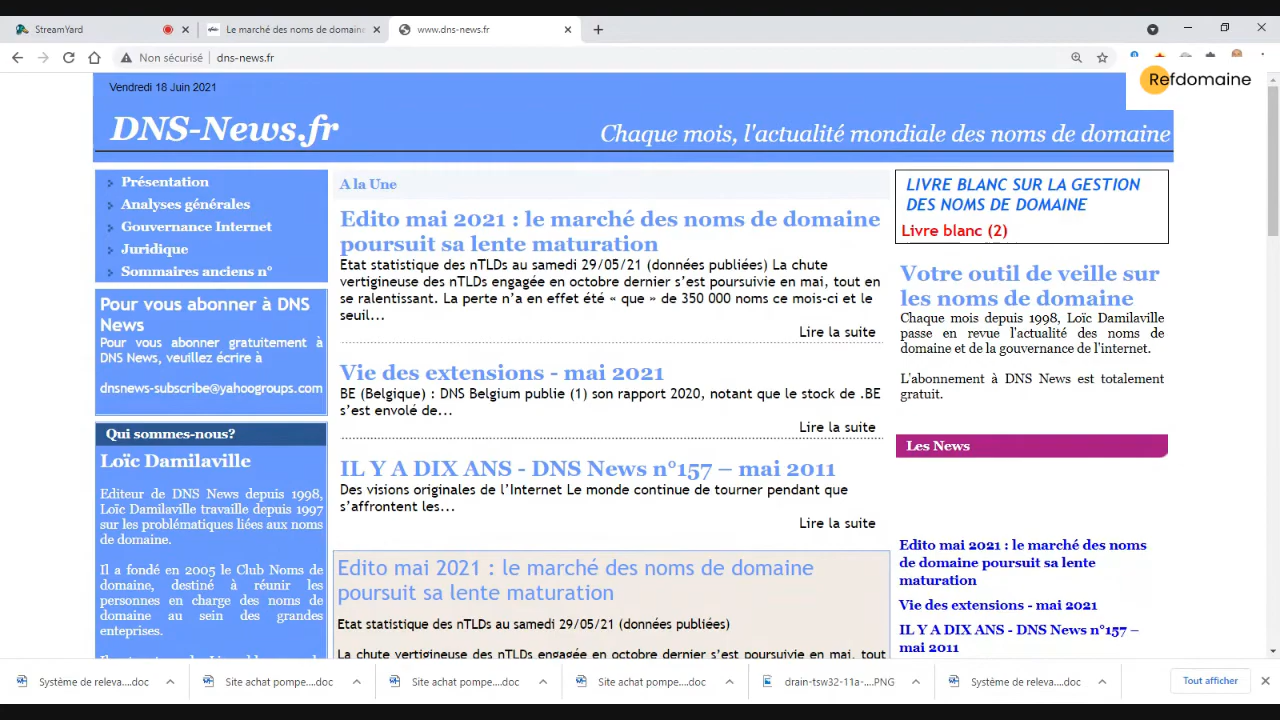 StreamYard
Le marché des noms de domaine
www.dns-news.fr
Non sécurisé
dns-news.fr
Refdomaine
Vendredi 18 Juin 2021
DNS-News.fr
Chaque mois, l'actualité mondiale des noms de domaine
Présentation
Analyses générales
Gouvernance Internet
Juridique
Sommaires anciens n°
Pour vous abonner à DNS
News
Pour vous abonner gratuitement à
DNS News, veuillez écrire à
dnsnews-subscribe@yahoogroups.com
Qui sommes-nous?
Loïc Damilaville
Editeur de DNS News depuis 1998,
Loïc Damilaville travaille depuis 1997
sur les problématiques liées aux noms
de domaine.
Il a fondé en 2005 le Club Noms de
domaine, destiné à réunir les
personnes en charge des noms de
domaine au sein des grandes
enteprises.
A la Une
Edito mai 2021 : le marché des noms de domaine
poursuit sa lente maturation
Etat statistique des nTLDs au samedi 29/05/21 (données publiées) La chute
vertigineuse des nTLDs engagée en octobre dernier s'est poursuivie en mai, tout en
se ralentissant. La perte n'a en effet été « que » de 350 000 noms ce mois-ci et le
seuil...
Lire la suite
Vie des extensions - mai 2021
BE (Belgique) : DNS Belgium publie (1) son rapport 2020, notant que le stock de .BE
s'est envolé de...
Lire la suite
IL Y A DIX ANS - DNS News n°157 – mai 2011
Des visions originales de l'Internet Le monde continue de tourner pendant que
s'affrontent les...
Lire la suite
Edito mai 2021 : le marché des noms de domaine
poursuit sa lente maturation
Etat statistique des nTLDs au samedi 29/05/21 (données publiées)
La chute vertigineuse des nTLDs engagée en octobre dernier s'est poursuivie en mai, tout
LIVRE BLANC SUR LA GESTION
DES NOMS DE DOMAINE
Livre blanc (2)
Votre outil de veille sur
les noms de domaine
Chaque mois depuis 1998, Loïc Damilaville
passe en revue l'actualité des noms de
domaine et de la gouvernance de l'internet.
L'abonnement à DNS News est totalement
gratuit.
Les News
Edito mai 2021 : le marché des noms
de domaine poursuit sa lente
maturation
Vie des extensions - mai 2021
IL Y A DIX ANS - DNS News n°157 –
mai 2011
Système de releva....doc
Site achat pompe....doc
Site achat pompe....doc
Site achat pompe....doc
drain-tsw32-11a-....PNG
Système de releva....doc
Tout afficher